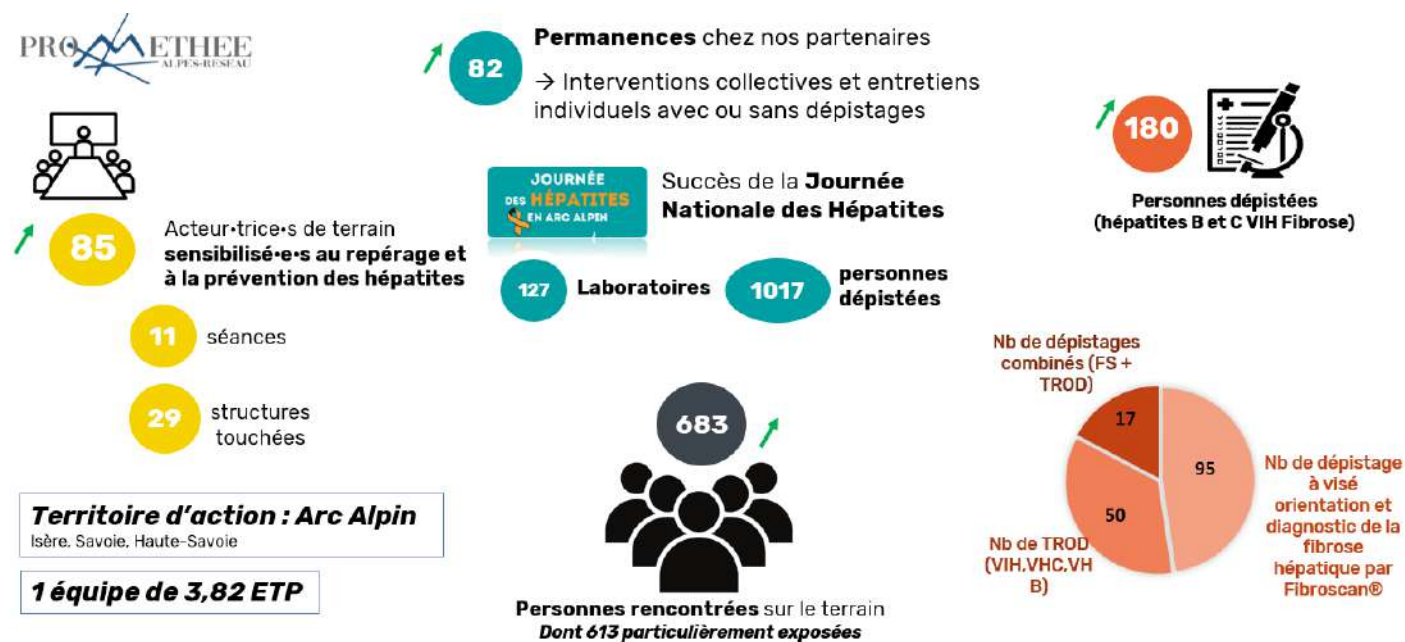 PROMETHEE
ALPES-RESEAU
82
Permanences chez nos partenaires
→ Interventions collectives et entretiens
individuels avec ou sans dépistages
180
Personnes dépistées
(hépatites B et C VIH Fibrose)
85
Acteur•trice•s de terrain
sensibilisé•e•s au repérage et
à la prévention des hépatites
11
séances
29
structures
touchées
JOURNÉE
DES HÉPATITES
EN ARC ALPIN
Succès de la Journée
Nationale des Hépatites
127
Laboratoires
1017
personnes
dépistées
683
Personnes rencontrées sur le terrain
Dont 613 particulièrement exposées
Territoire d'action : Arc Alpin
Isère, Savoie, Haute-Savoie
1 équipe de 3,82 ETP
Nb de dépistages
combinés (FS +
TROD)
17
95
50
Nb de TROD
(VIH,VHC,VH
B)
Nb de dépistage
à visé
orientation et
diagnostic de la
fibrose
hépatique par
Fibroscan®